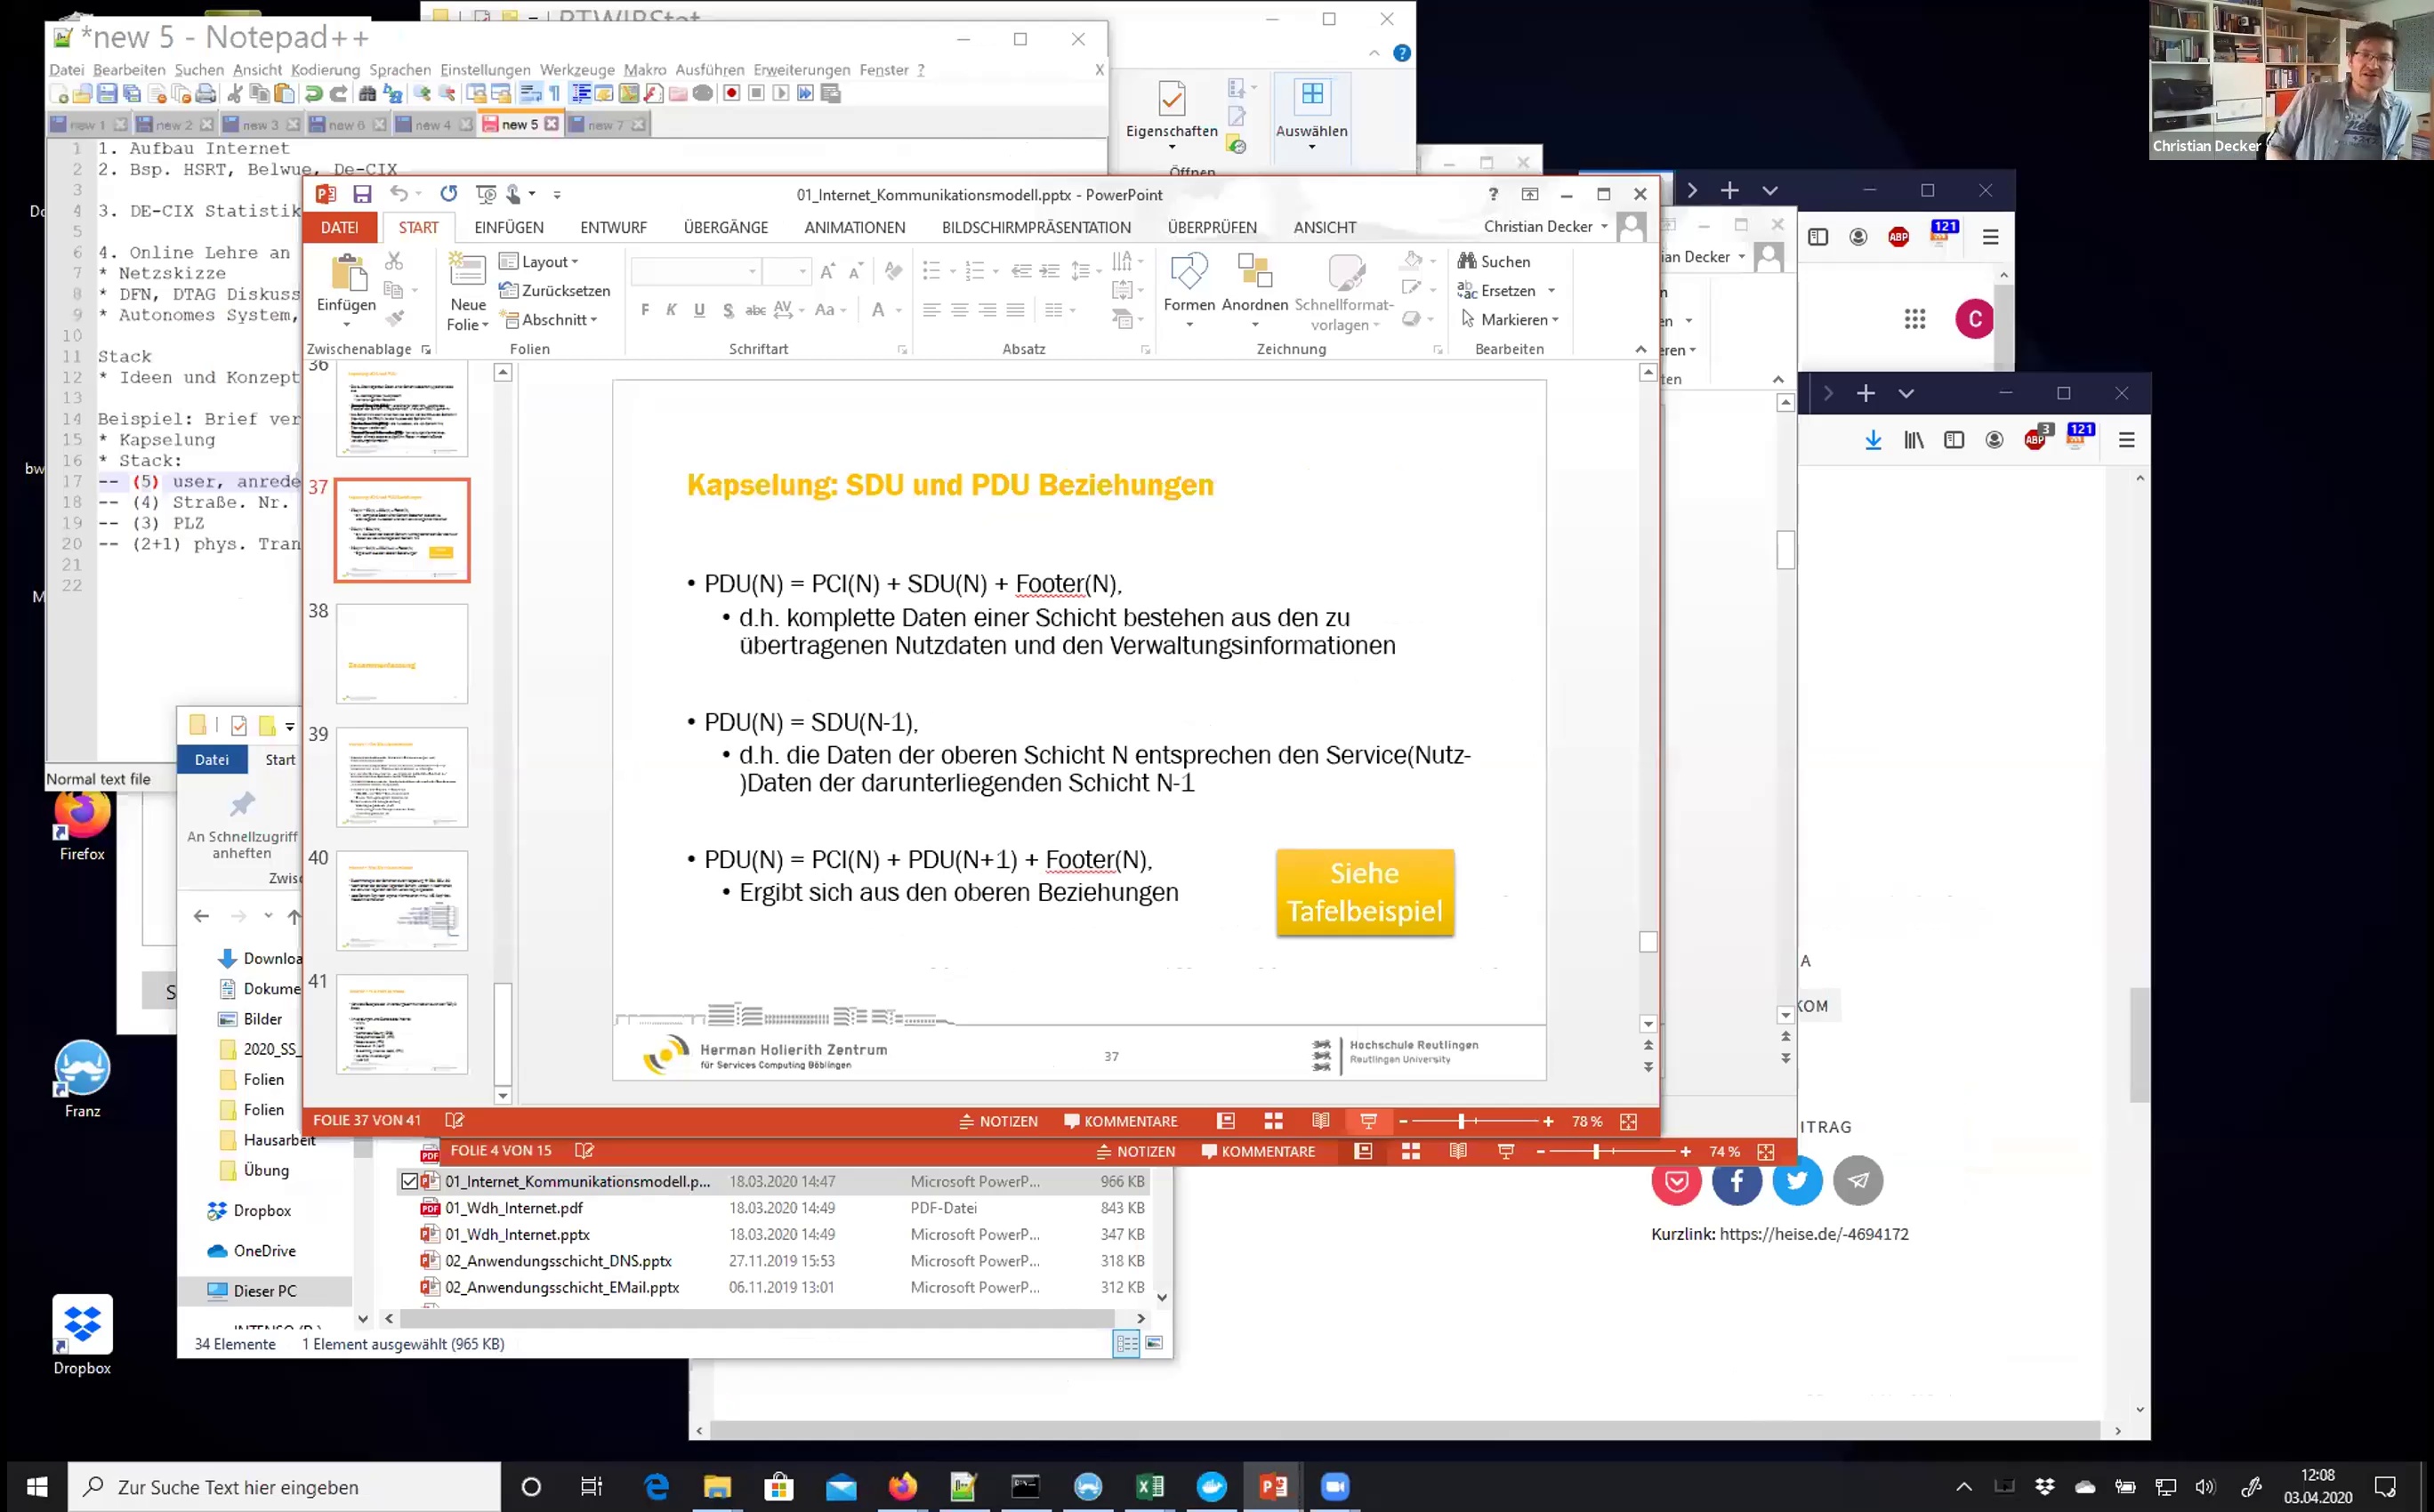 *new 5 - Notepad++
Datei Bearbeiten Suchen Ansicht Kodierung Sprachen Einstellungen Werkzeuge Makro Ausführen Erweiterungen Fenster ? X
new 1 new 2 new 3 new 6 new 4 new 5 new 7
1 1. Aufbau Internet
2 2. Bsp. HSRT, Belwue, De-CIX
3
4 3. DE-CIX Statistik
5
6 4. Online Lehre an
7 * Netzskizze
8 * DFN, DTAG Diskuss
9 * Autonomes System,
10
11 Stack
12 * Ideen und Konzept
13
14 Beispiel: Brief ver
15 * Kapselung
16 * Stack:
17 -- (5) user, anrede
18 -- (4) Straße. Nr.
19 -- (3) PLZ
20 -- (2+1) phys. Tran
21
22
Normal text file
Eigenschaften
Auswählen
Öffnen
Christian Decker
01_Internet_Kommunikationsmodell.pptx - PowerPoint
DATEI START EINFÜGEN ENTWURF ÜBERGÄNGE ANIMATIONEN BILDSCHIRMPRÄSENTATION ÜBERPRÜFEN ANSICHT Christian Decker
Einfügen
Neue Folie
Layout
Zurücksetzen
Abschnitt
F K U S abc AV Aa A
Formen Anordnen Schnellformat-
vorlagen
Suchen
Ersetzen
Markieren
Zwischenablage Folien Schriftart Absatz Zeichnung Bearbeiten
ian Decker
ABP 121
C
ABP 3 121
36
37
38
Zusammenfassung
39
40
41
Kapselung: SDU und PDU Beziehungen
• PDU(N) = PCI(N) + SDU(N) + Footer(N),
• d.h. komplette Daten einer Schicht bestehen aus den zu
übertragenen Nutzdaten und den Verwaltungsinformationen
• PDU(N) = SDU(N-1),
• d.h. die Daten der oberen Schicht N entsprechen den Service(Nutz-
)Daten der darunterliegenden Schicht N-1
• PDU(N) = PCI(N) + PDU(N+1) + Footer(N),
• Ergibt sich aus den oberen Beziehungen
Siehe
Tafelbeispiel
Herman Hollerith Zentrum
für Services Computing Böblingen
37
Hochschule Reutlingen
Reutlingen University
FOLIE 37 VON 41 NOTIZEN KOMMENTARE 78 %
FOLIE 4 VON 15 NOTIZEN KOMMENTARE 74 %
Datei Start
An Schnellzugriff
anheften
Zwisc
Downloa
Dokume
Bilder
2020_SS_
Folien
Folien
Hausarbeit
Übung
Dropbox
OneDrive
Dieser PC
01_Internet_Kommunikationsmodell.p... 18.03.2020 14:47 Microsoft PowerP... 966 KB
01_Wdh_Internet.pdf 18.03.2020 14:49 PDF-Datei 843 KB
01_Wdh_Internet.pptx 18.03.2020 14:49 Microsoft PowerP... 347 KB
02_Anwendungsschicht_DNS.pptx 27.11.2019 15:53 Microsoft PowerP... 318 KB
02_Anwendungsschicht_EMail.pptx 06.11.2019 13:01 Microsoft PowerP... 312 KB
34 Elemente 1 Element ausgewählt (965 KB)
Firefox
Franz
Dropbox
A
KOM
ITRAG
Kurzlink: https://heise.de/-4694172
Zur Suche Text hier eingeben
12:08
03.04.2020